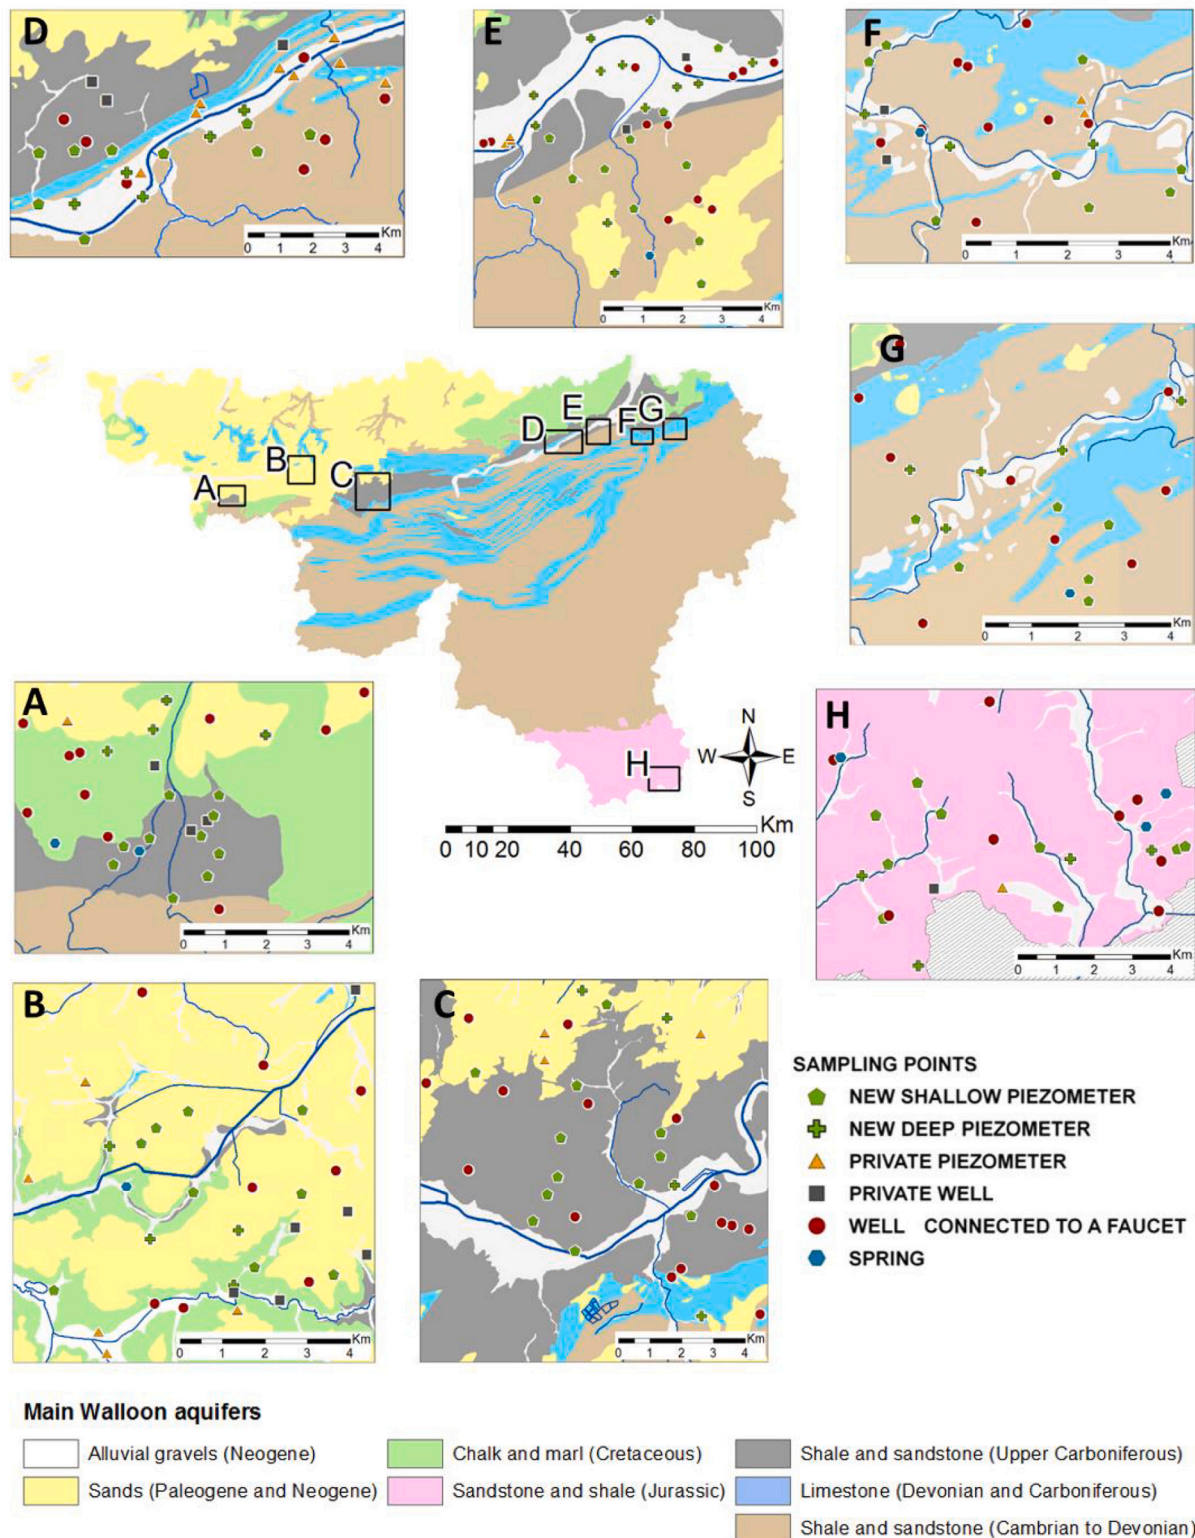 D
0 1 2 3 4 Km
E
0 1 2 3 4 Km
F
0 1 2 3 4 Km
G
0 1 2 3 4 Km
A
B
C
D
E
F
G
H
N
W E
S
0 10 20 40 60 80 100 Km
A
0 1 2 3 4 Km
H
0 1 2 3 4 Km
B
0 1 2 3 4 Km
C
0 1 2 3 4 Km
SAMPLING POINTS
NEW SHALLOW PIEZOMETER
NEW DEEP PIEZOMETER
PRIVATE PIEZOMETER
PRIVATE WELL
WELL CONNECTED TO A FAUCET
SPRING
Main Walloon aquifers
Alluvial gravels (Neogene)
Chalk and marl (Cretaceous)
Shale and sandstone (Upper Carboniferous)
Sands (Paleogene and Neogene)
Sandstone and shale (Jurassic)
Limestone (Devonian and Carboniferous)
Shale and sandstone (Cambrian to Devonian)